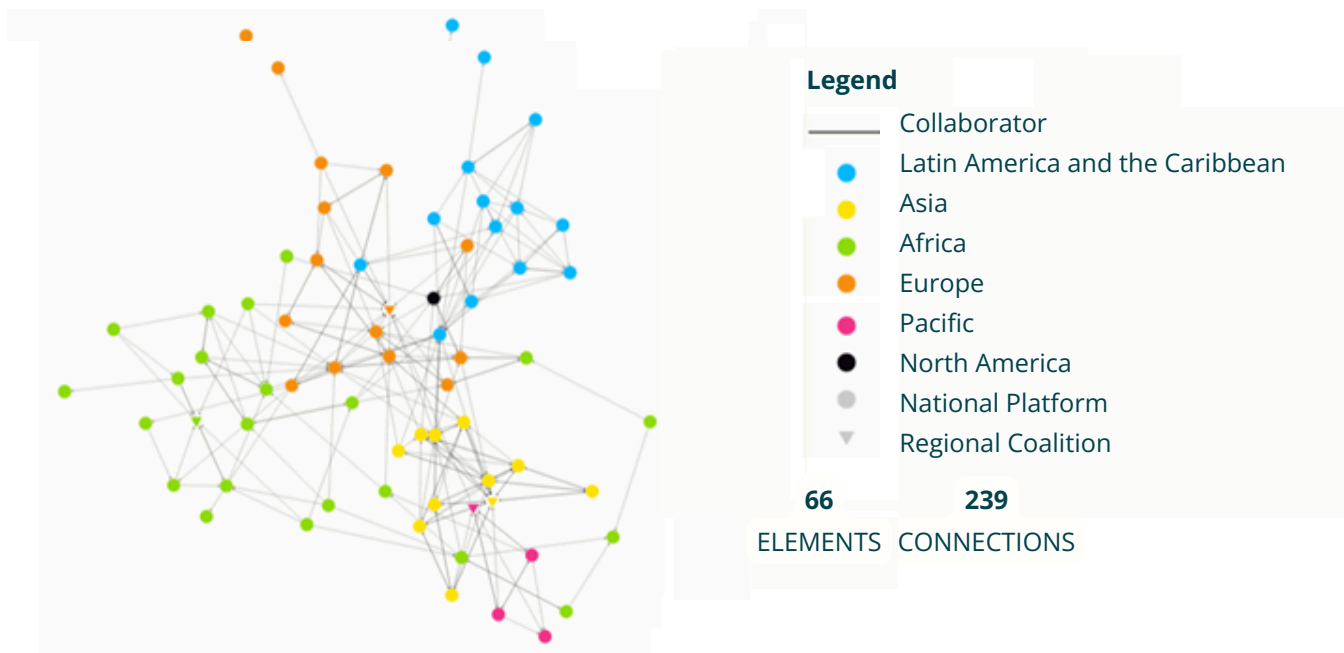 Legend
Collaborator
Latin America and the Caribbean
Asia
Africa
Europe
Pacific
North America
National Platform
Regional Coalition
66 239
ELEMENTS CONNECTIONS